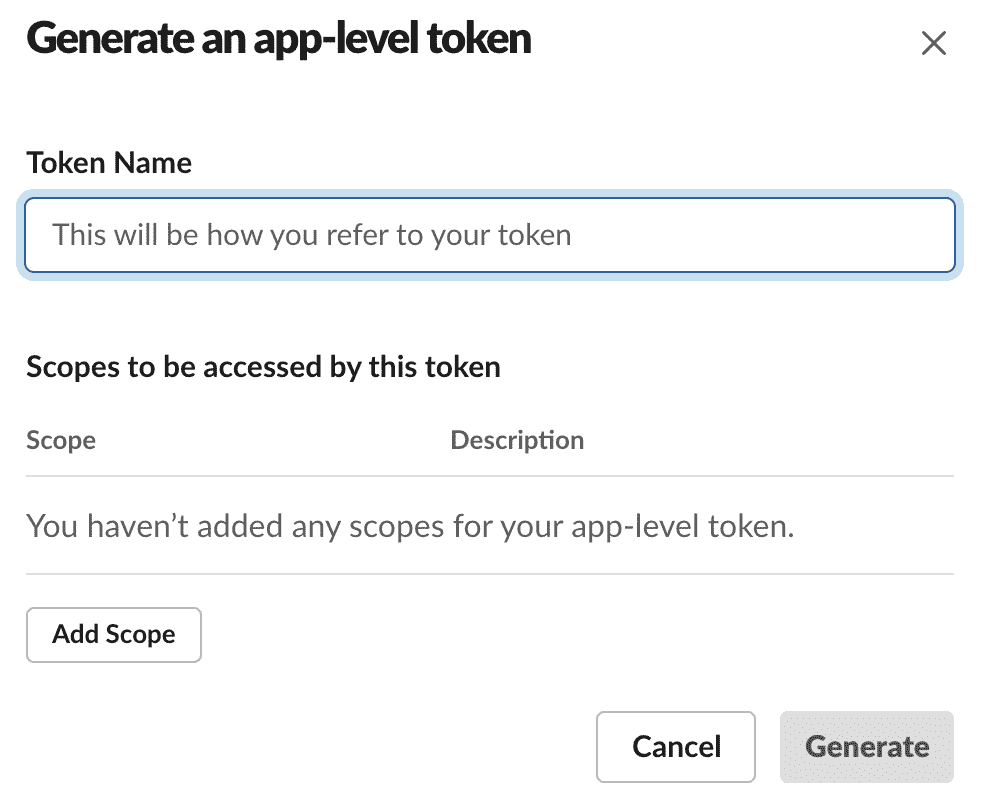 Generate an app-level token
Token Name
This will be how you refer to your token
Scopes to be accessed by this token
Scope Description
You haven’t added any scopes for your app-level token.
Add Scope
Cancel Generate